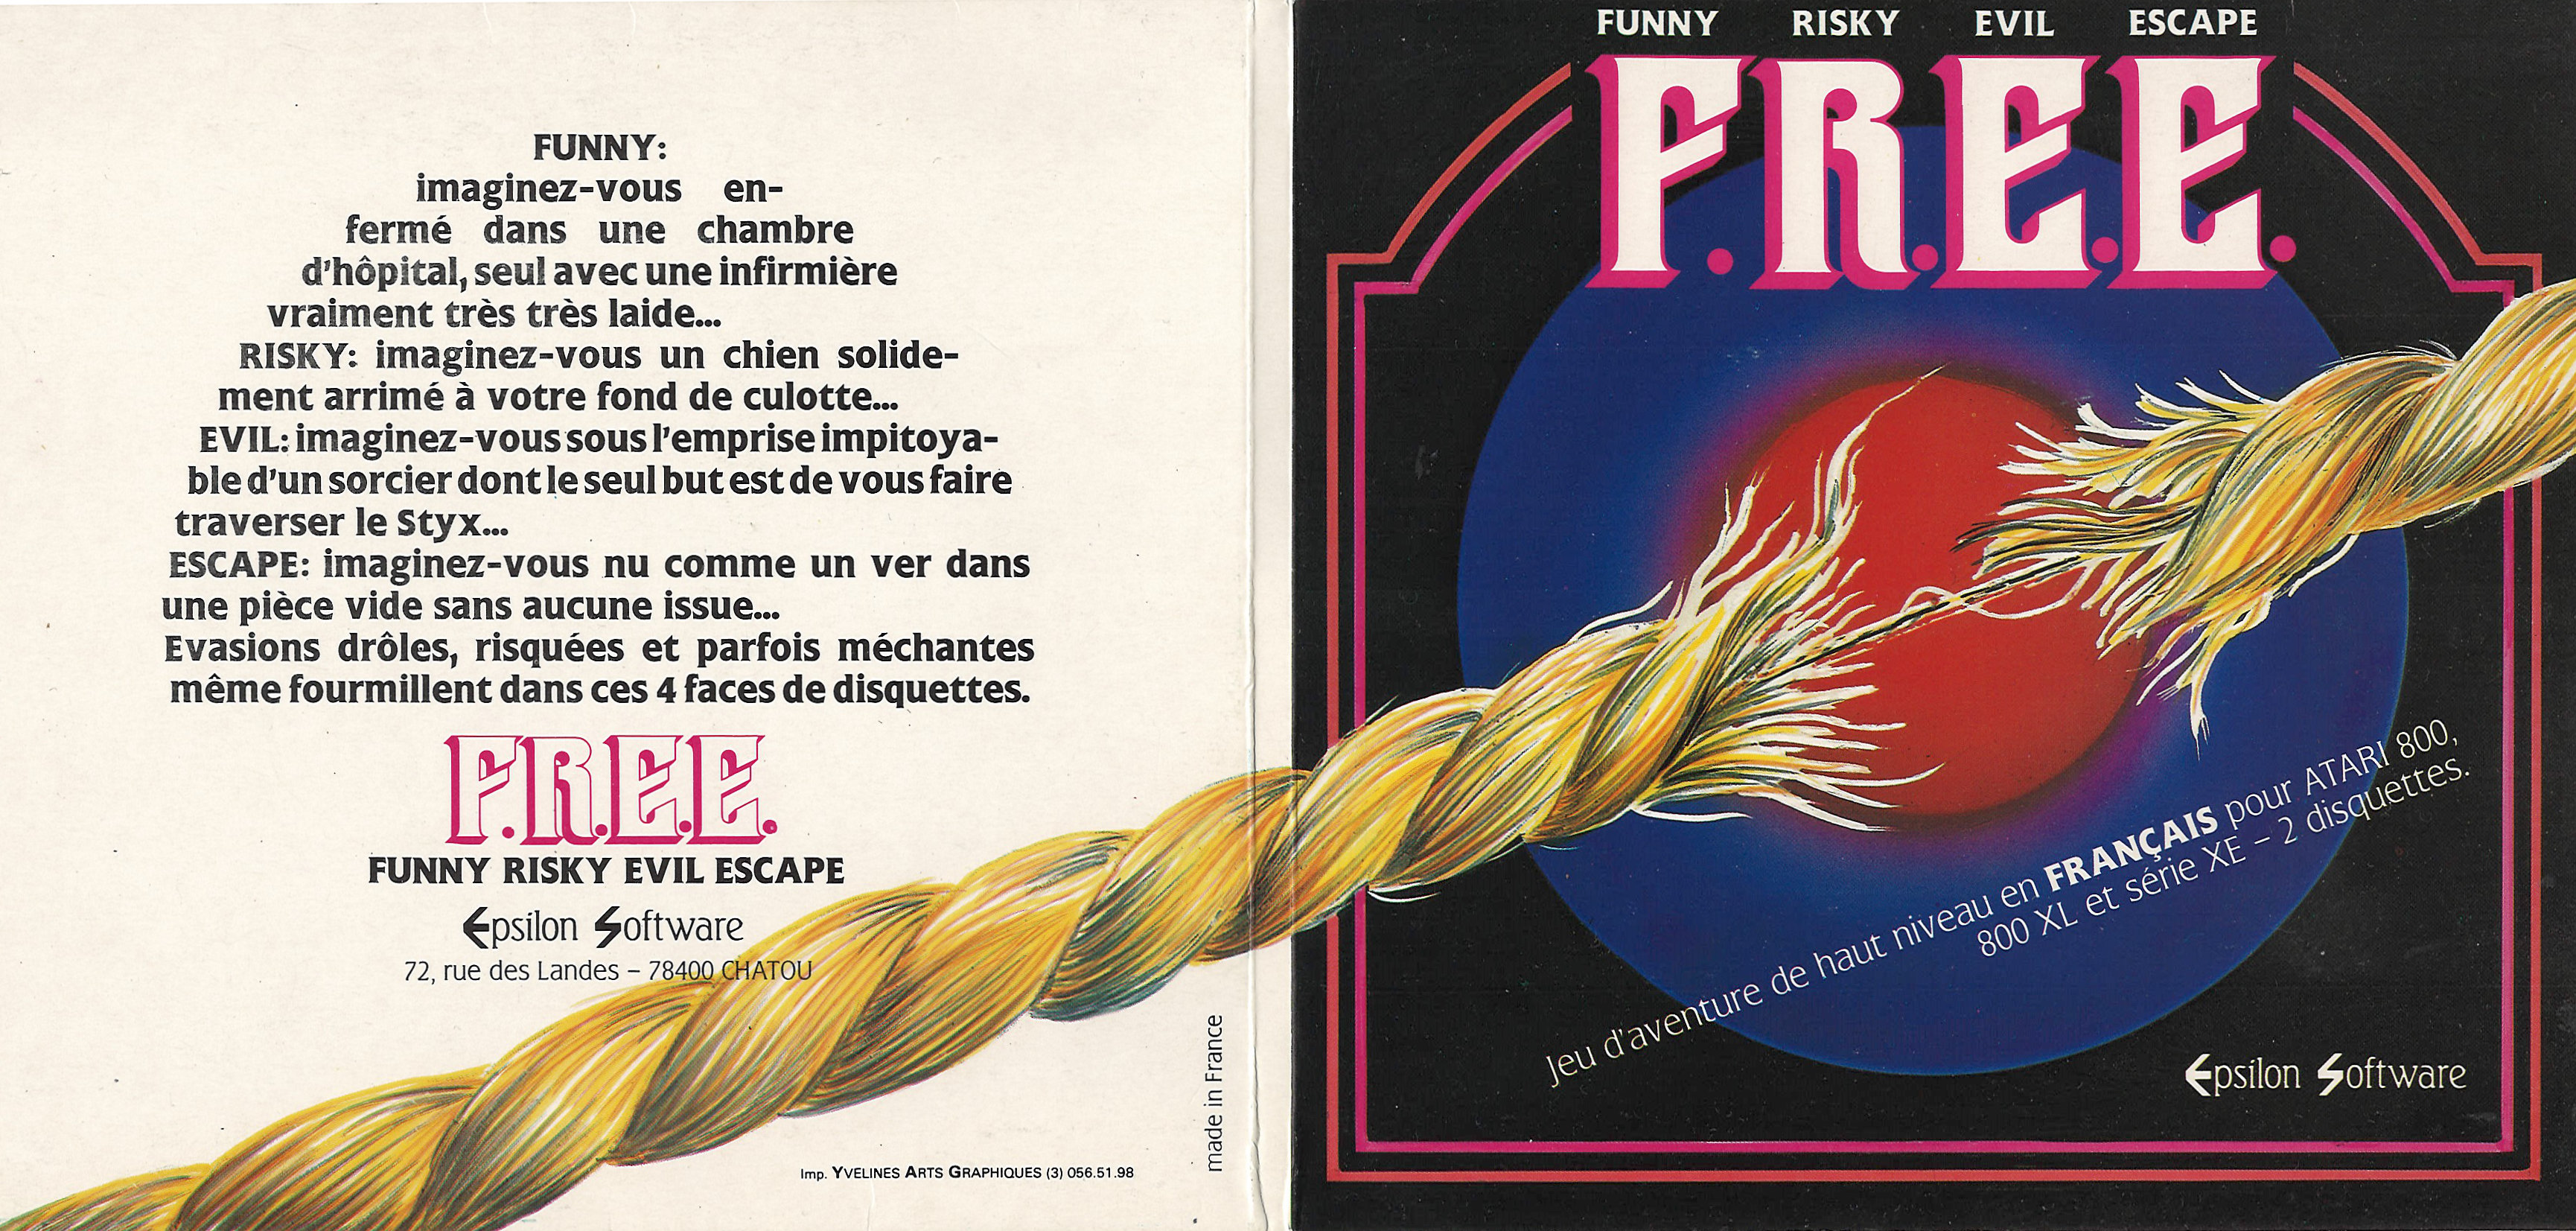 FUNNY:
imaginez-vous en-
fermé dans une chambre
d'hôpital, seul avec une infirmière
vraiment très très laide...
RISKY: imaginez-vous un chien solide-
ment arrimé à votre fond de culotte...
EVIL: imaginez-vous sous l'emprise impitoya-
ble d'un sorcier dont le seul but est de vous faire
traverser le Styx...
ESCAPE: imaginez-vous nu comme un ver dans
une pièce vide sans aucune issue...
Evasions drôles, risquées et parfois méchantes
même fourmillent dans ces 4 faces de disquettes.
F.R.E.E.
FUNNY RISKY EVIL ESCAPE
Epsilon Software
72, rue des Landes – 78400 CHATOU
made in France
Imp. YVELINES ARTS GRAPHIQUES (3) 056.51.98
FUNNY RISKY EVIL ESCAPE
F.R.E.E.
Jeu d'aventure de haut niveau en FRANÇAIS pour ATARI 800,
800 XL et série XE – 2 disquettes.
Epsilon Software